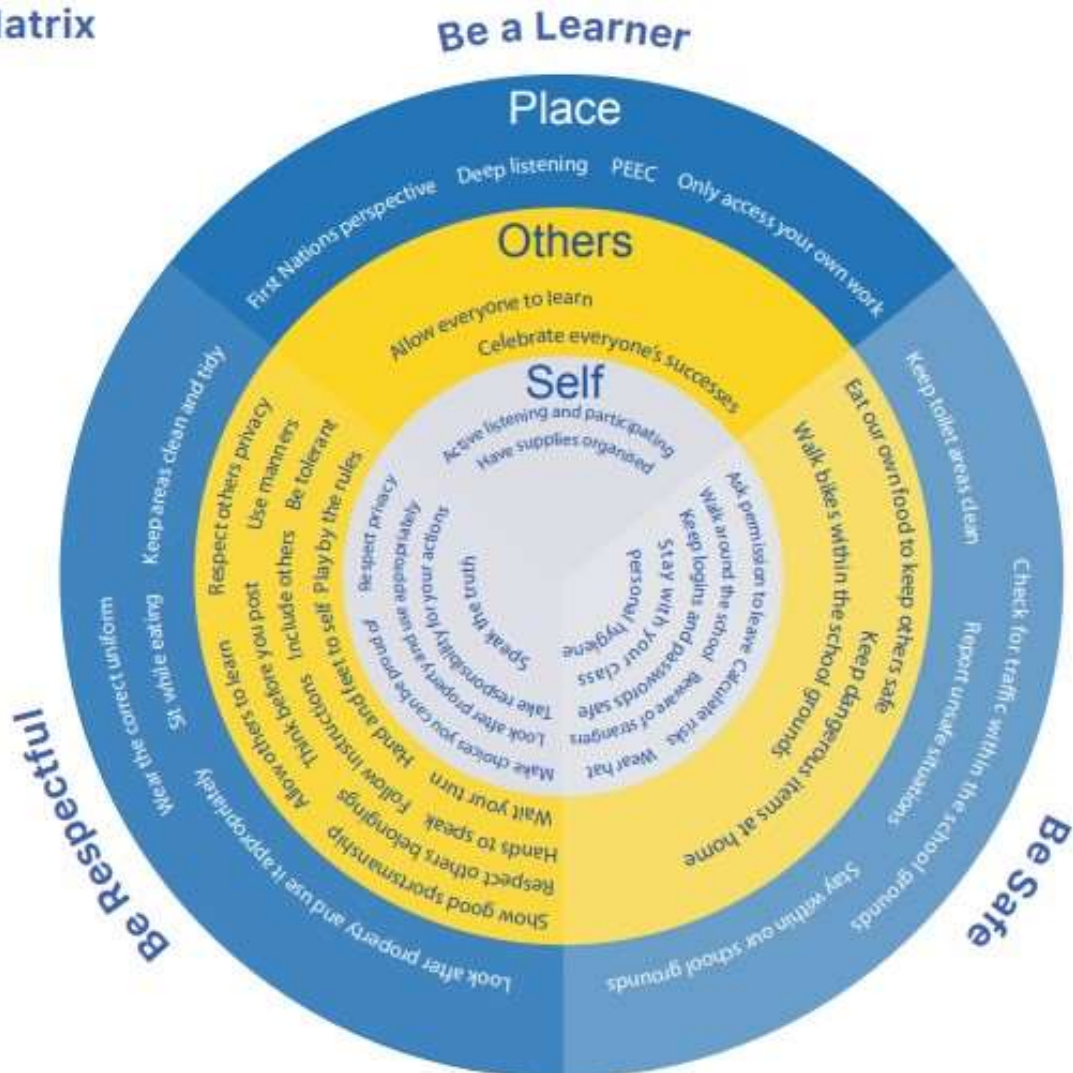 Matrix
Be a Learner
Place
First Nations perspective
Deep listening
PEEC
Only access your own work
Others
Allow everyone to learn
Celebrate everyone's successes
Self
Active listening and participating
Have supplies organised
Be Safe
Keep toilet areas clean
Check for traffic within the school grounds
Report unsafe situations
Stay within our school grounds
Eat our own food to keep others safe
Walk bikes within the school grounds
Keep dangerous items at home
Ask permission to leave
Calculate risks
Walk around the school
Beware of strangers
Keep logins and passwords safe
Stay with your class
Personal hygiene
Wear hat
Be Respectful
Keep areas clean and tidy
Sit while eating
Wear the correct uniform
Look after property and use it appropriately
Respect others privacy
Use manners
Be tolerant
Play by the rules
Include others
Hand and feet to self
Think before you post
Follow instructions
Allow others to learn
Wait your turn
Hands to speak
Respect others belongings
Show good sportsmanship
Respect privacy
Make choices you can be proud of
Look after property and use appropriately
Take responsibility for your actions
Speak the truth